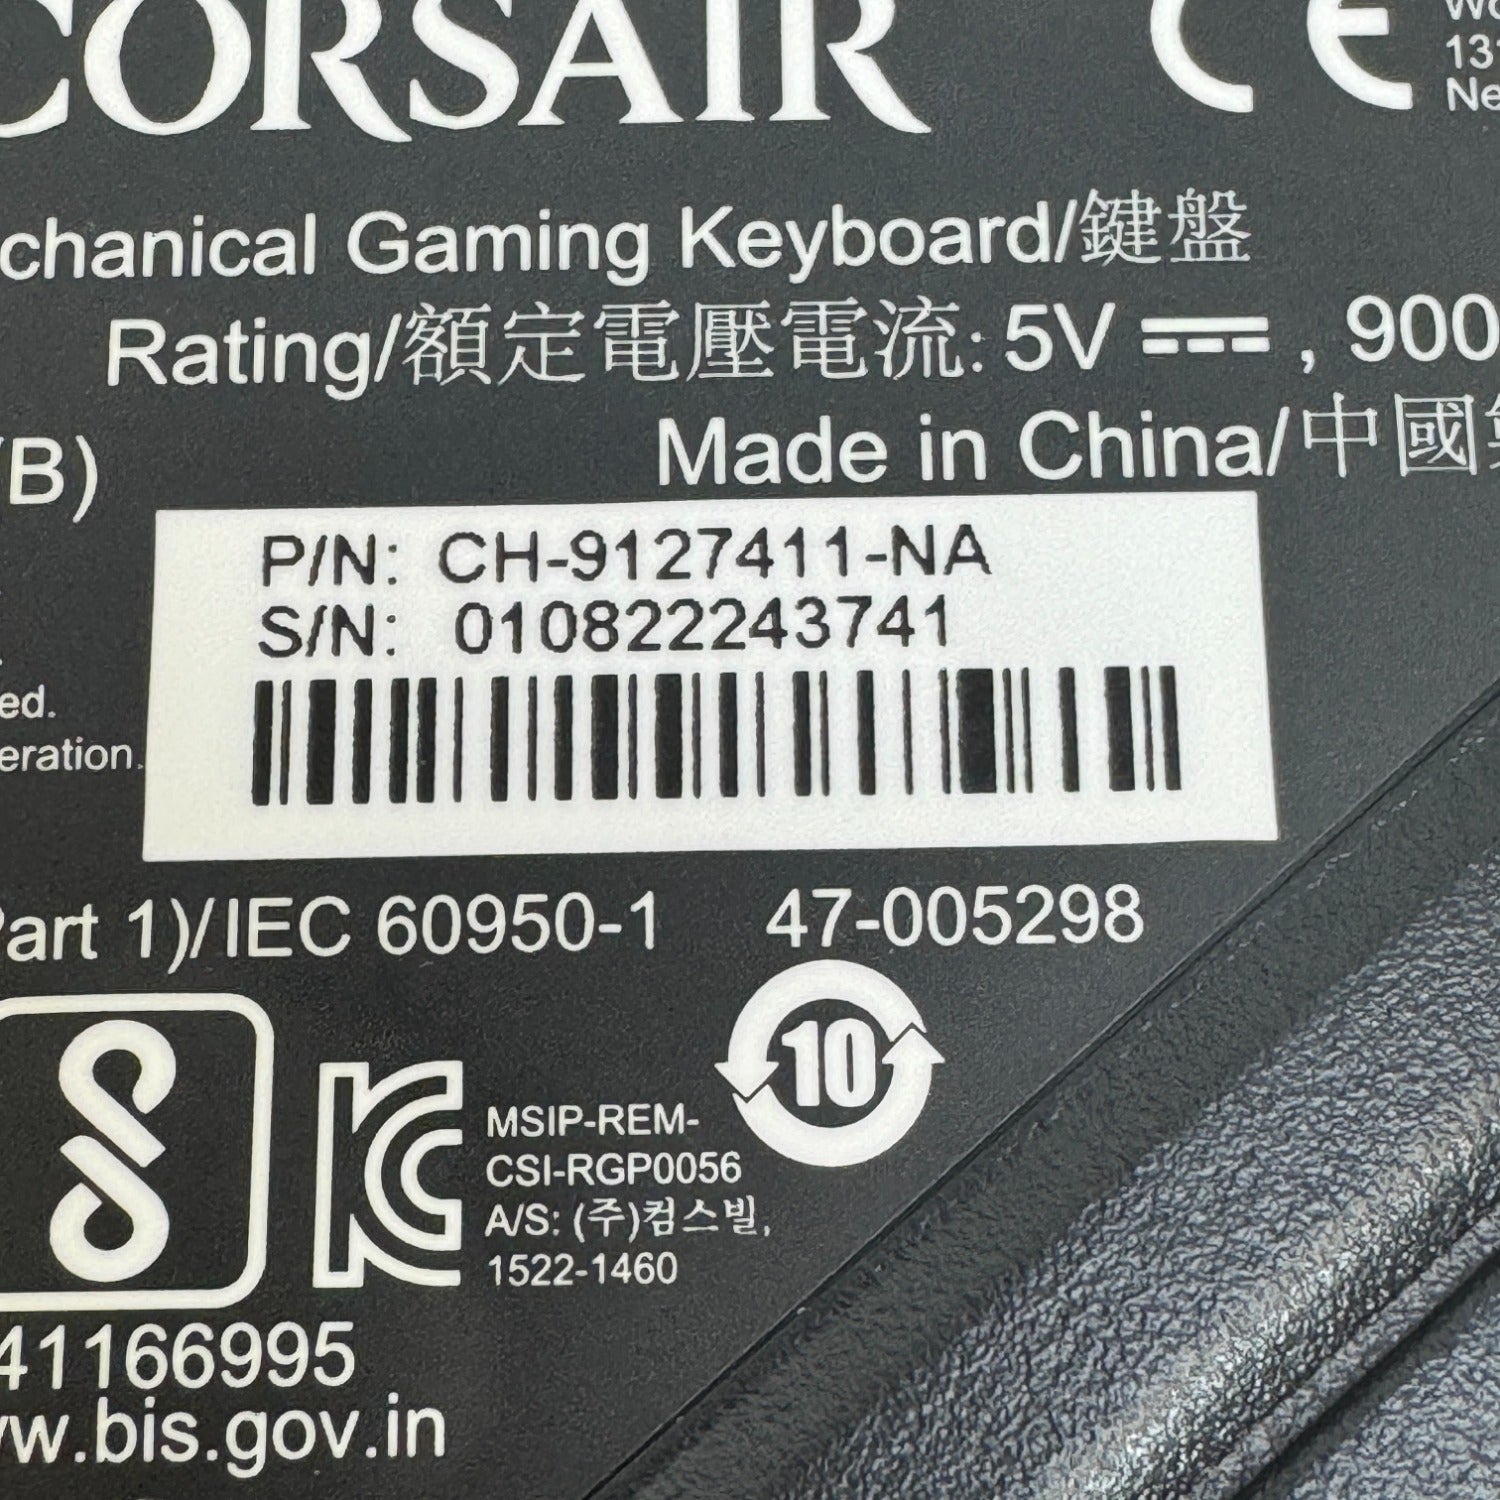 CORSAIR
CE
13
Ne
chanical Gaming Keyboard/鍵盤
Rating/額定電壓電流: 5V ⎓ , 900
Made in China/中國
/B)
P/N: CH-9127411-NA
S/N: 010822243741
ed.
eration.
Part 1)/IEC 60950-1 47-005298
10
MSIP-REM-
CSI-RGP0056
A/S: (주)컴스빌,
1522-1460
41166995
w.bis.gov.in